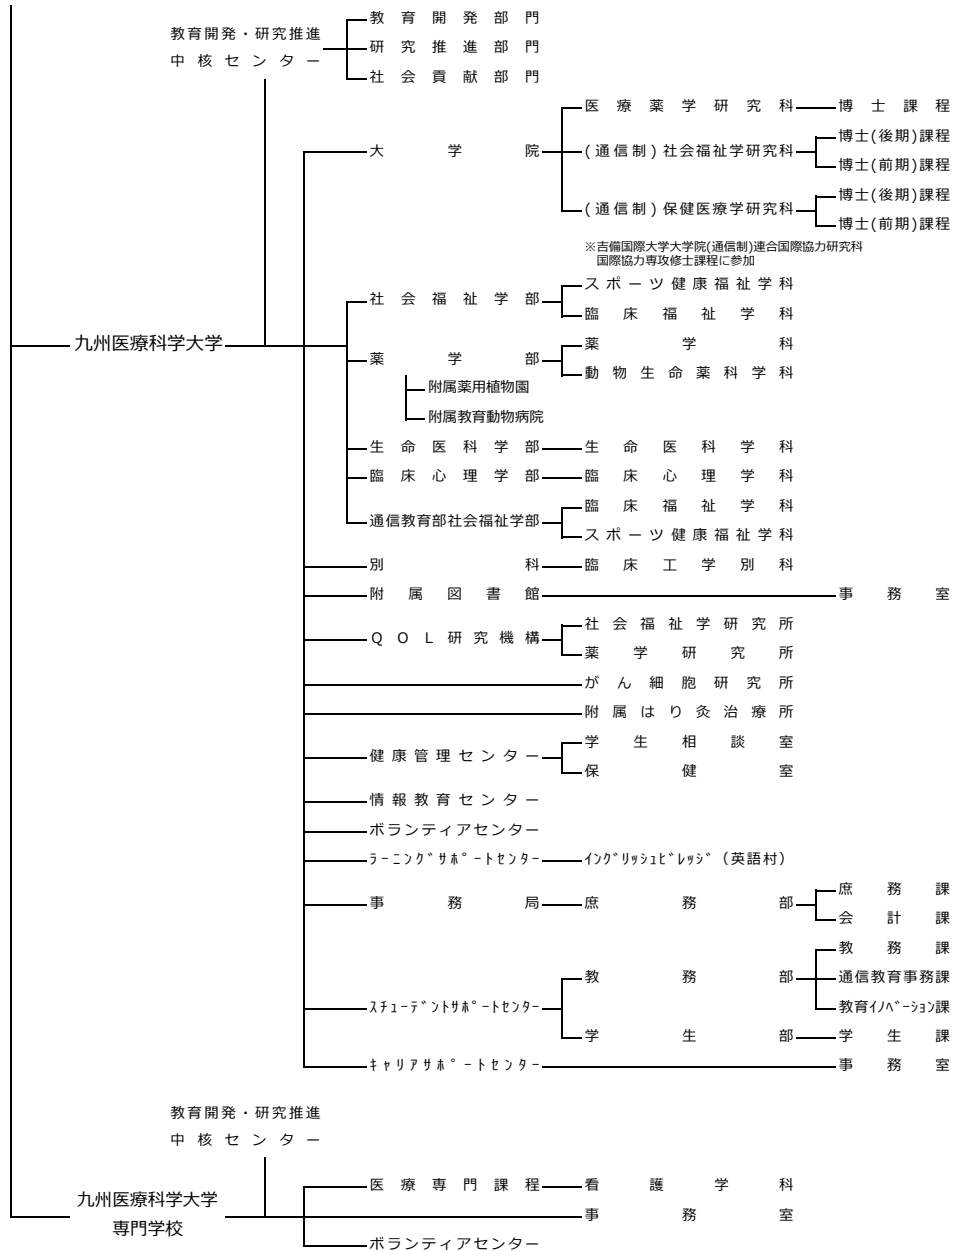 教育開発・研究推進
中核センター
教育開発部門
研究推進部門
社会貢献部門
大学院
医療薬学研究科
博士課程
(通信制)社会福祉学研究科
博士(後期)課程
博士(前期)課程
(通信制)保健医療学研究科
博士(後期)課程
博士(前期)課程
※吉備国際大学大学院(通信制)連合国際協力研究科
国際協力専攻修士課程に参加
九州医療科学大学
社会福祉学部
スポーツ健康福祉学科
臨床福祉学科
薬学部
薬学科
動物生命薬科学科
附属薬用植物園
附属教育動物病院
生命医科学部
生命医科学科
臨床心理学部
臨床心理学科
通信教育部社会福祉学部
臨床福祉学科
スポーツ健康福祉学科
別科
臨床工学別科
附属図書館
事務室
QOL研究機構
社会福祉学研究所
薬学研究所
がん細胞研究所
附属はり灸治療所
健康管理センター
学生相談室
保健室
情報教育センター
ボランティアセンター
ﾗｰﾆﾝｸﾞｻﾎﾟｰﾄｾﾝﾀｰ
ｲﾝｸﾞﾘｯｼｭﾋﾞﾚｯｼﾞ（英語村）
事務局
庶務部
庶務課
会計課
ｽﾁｭｰﾃﾞﾝﾄｻﾎﾟｰﾄｾﾝﾀｰ
教務部
教務課
通信教育事務課
教育ｲﾉﾍﾞｰｼｮﾝ課
学生部
学生課
ｷｬﾘｱｻﾎﾟｰﾄｾﾝﾀｰ
事務室
教育開発・研究推進
中核センター
九州医療科学大学
専門学校
医療専門課程
看護学科
事務室
ボランティアセンター